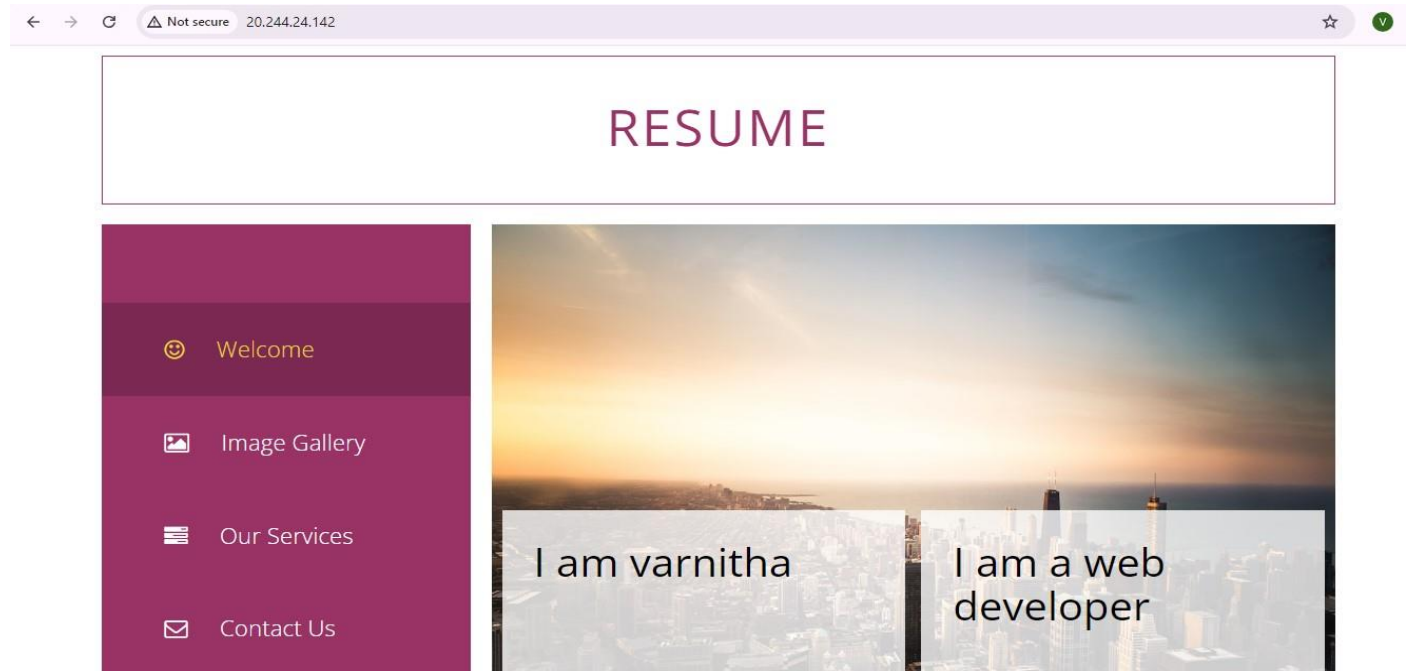 Not secure 20.244.24.142
V
RESUME
Welcome
Image Gallery
Our Services
Contact Us
I am varnitha
I am a web
developer